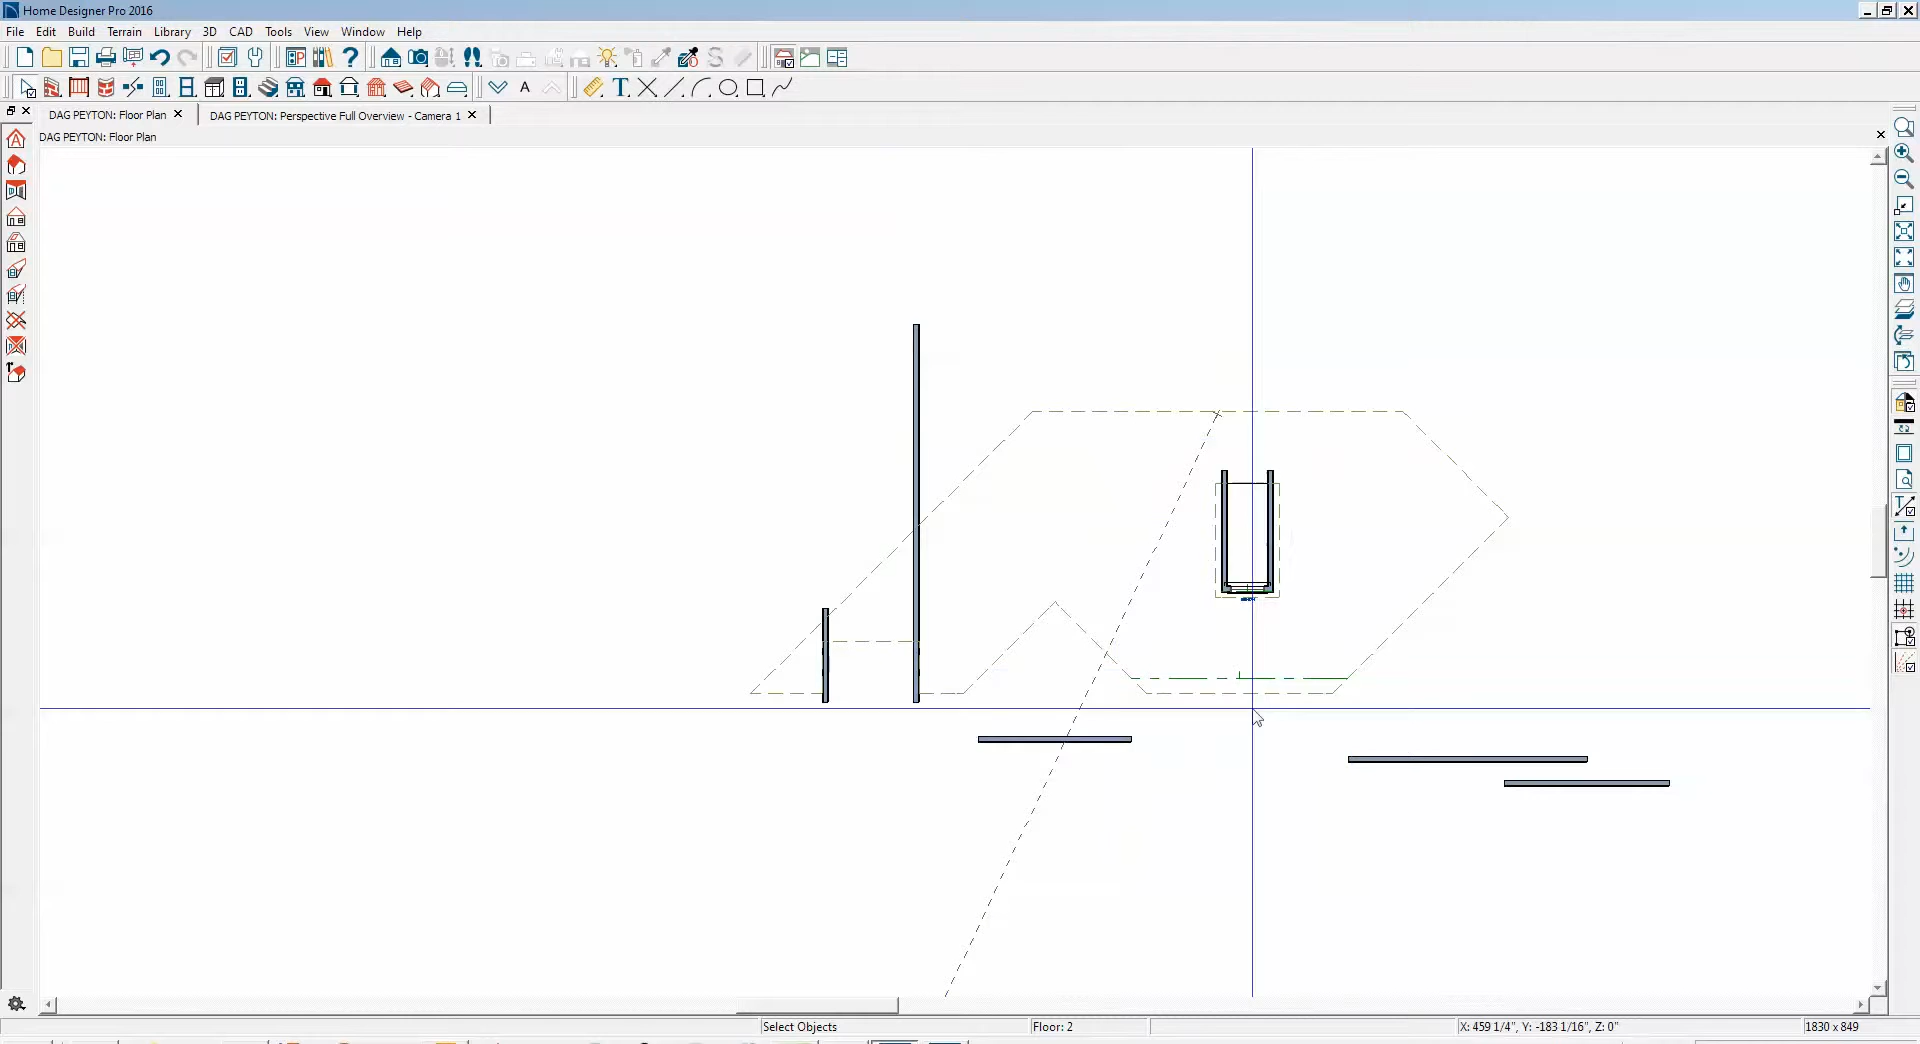 Home Designer Pro 2016
File Edit Build Terrain Library 3D CAD Tools View Window Help
DAG PEYTON: Floor Plan
DAG PEYTON: Perspective Full Overview - Camera 1
DAG PEYTON: Floor Plan
Select Objects
Floor: 2
X: 459 1/4", Y: -183 1/16", Z: 0"
1830 x 849